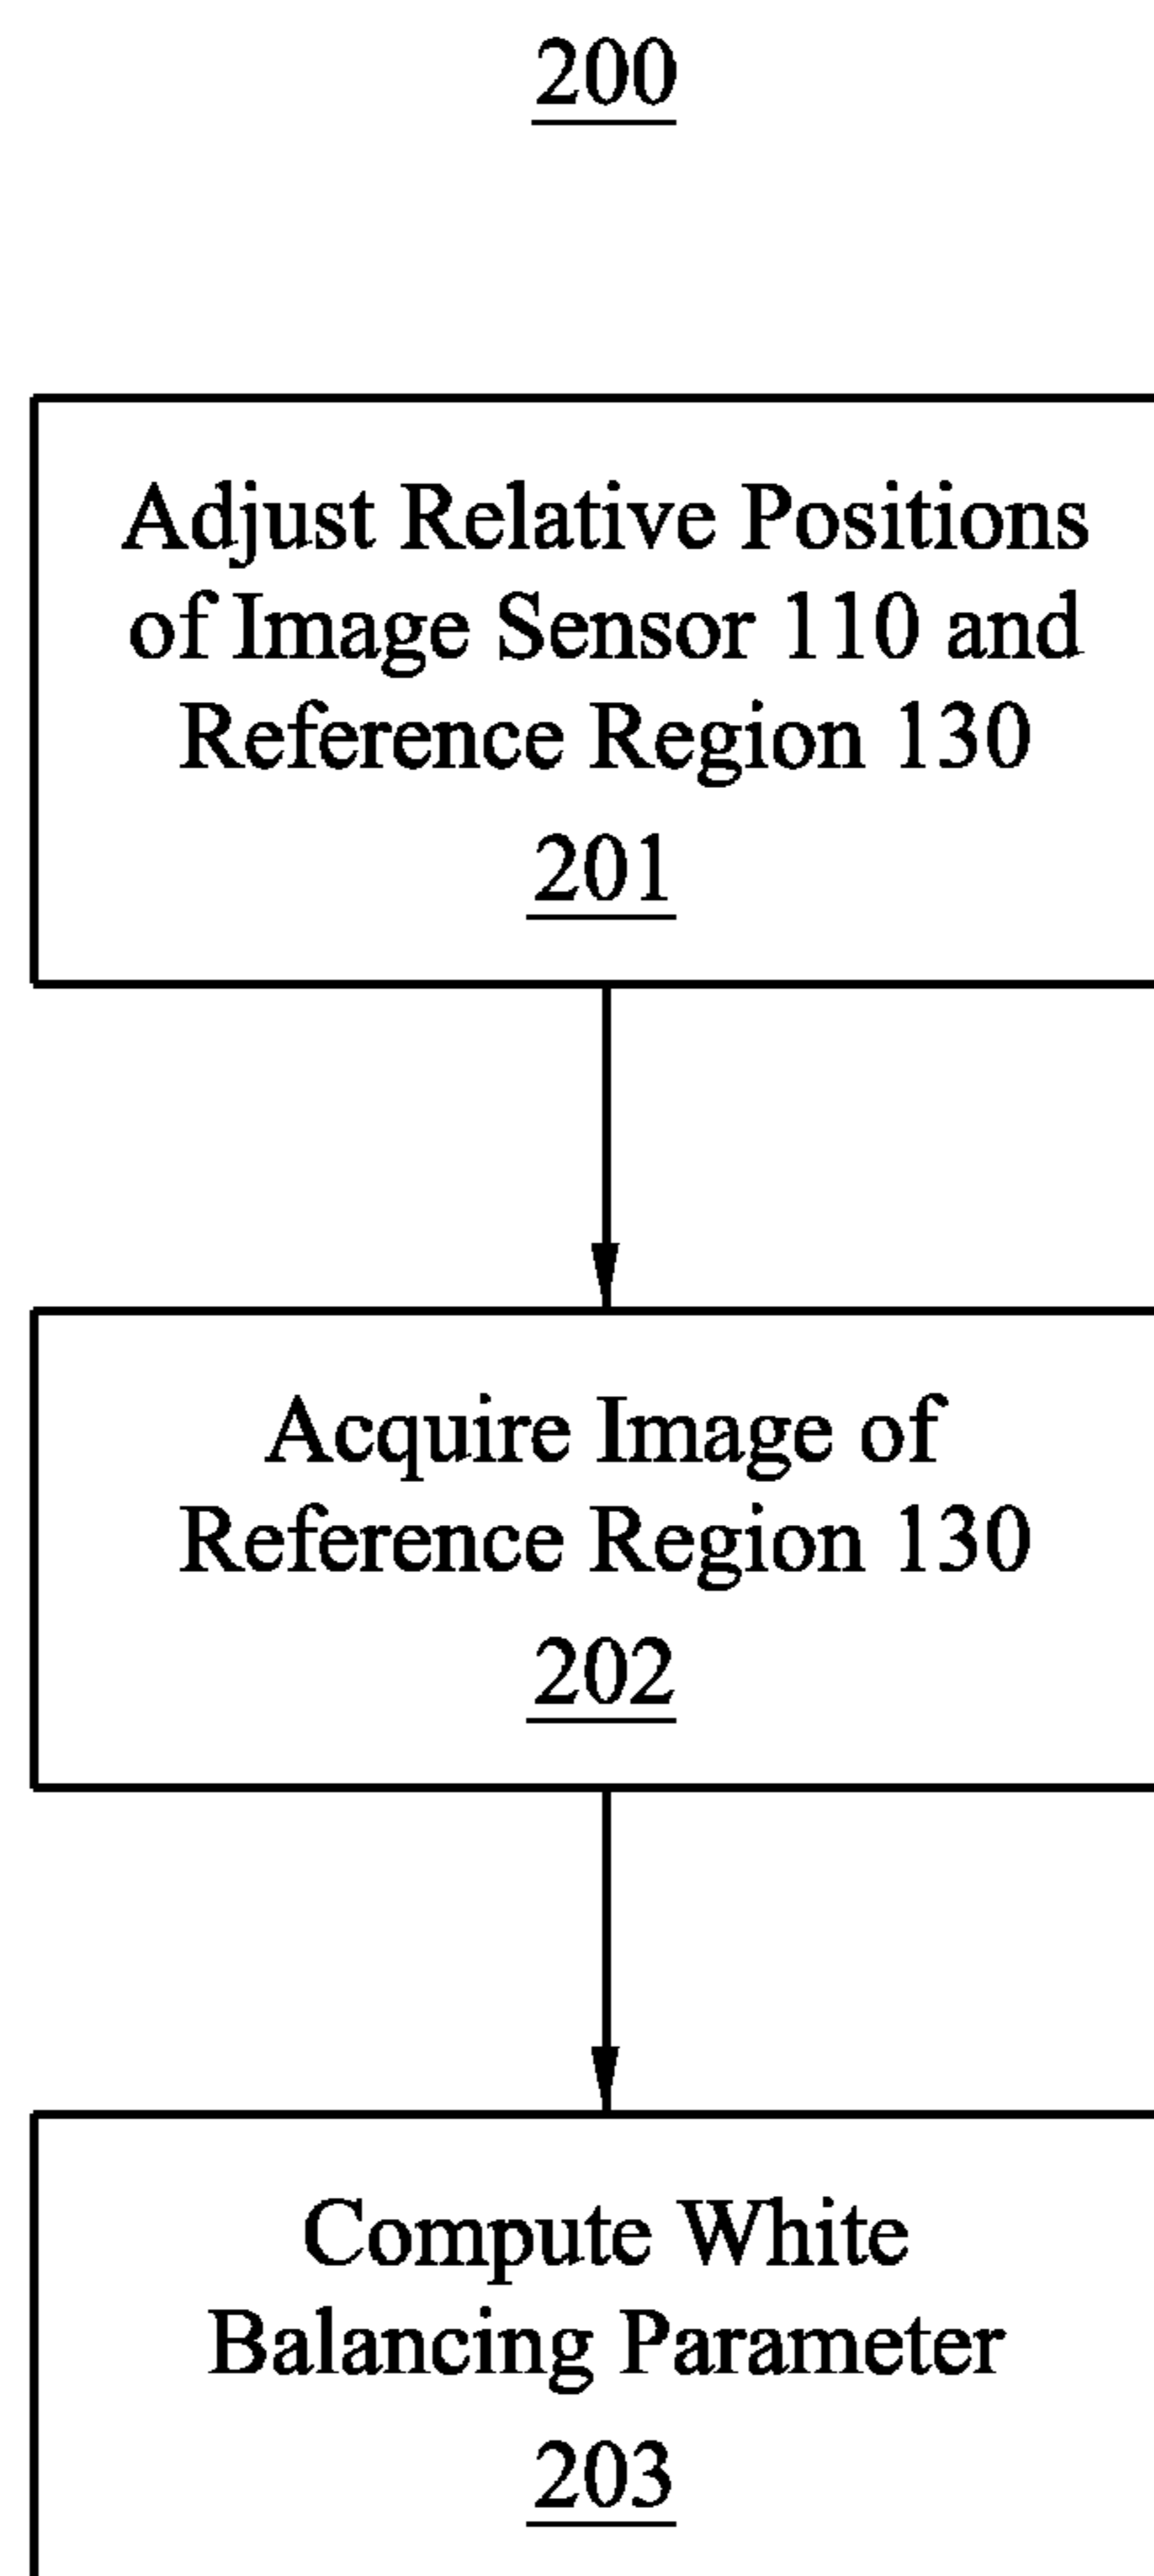 200
Adjust Relative Positions
of Image Sensor 110 and
Reference Region 130
201
Acquire Image of
Reference Region 130
202
Compute White
Balancing Parameter
203